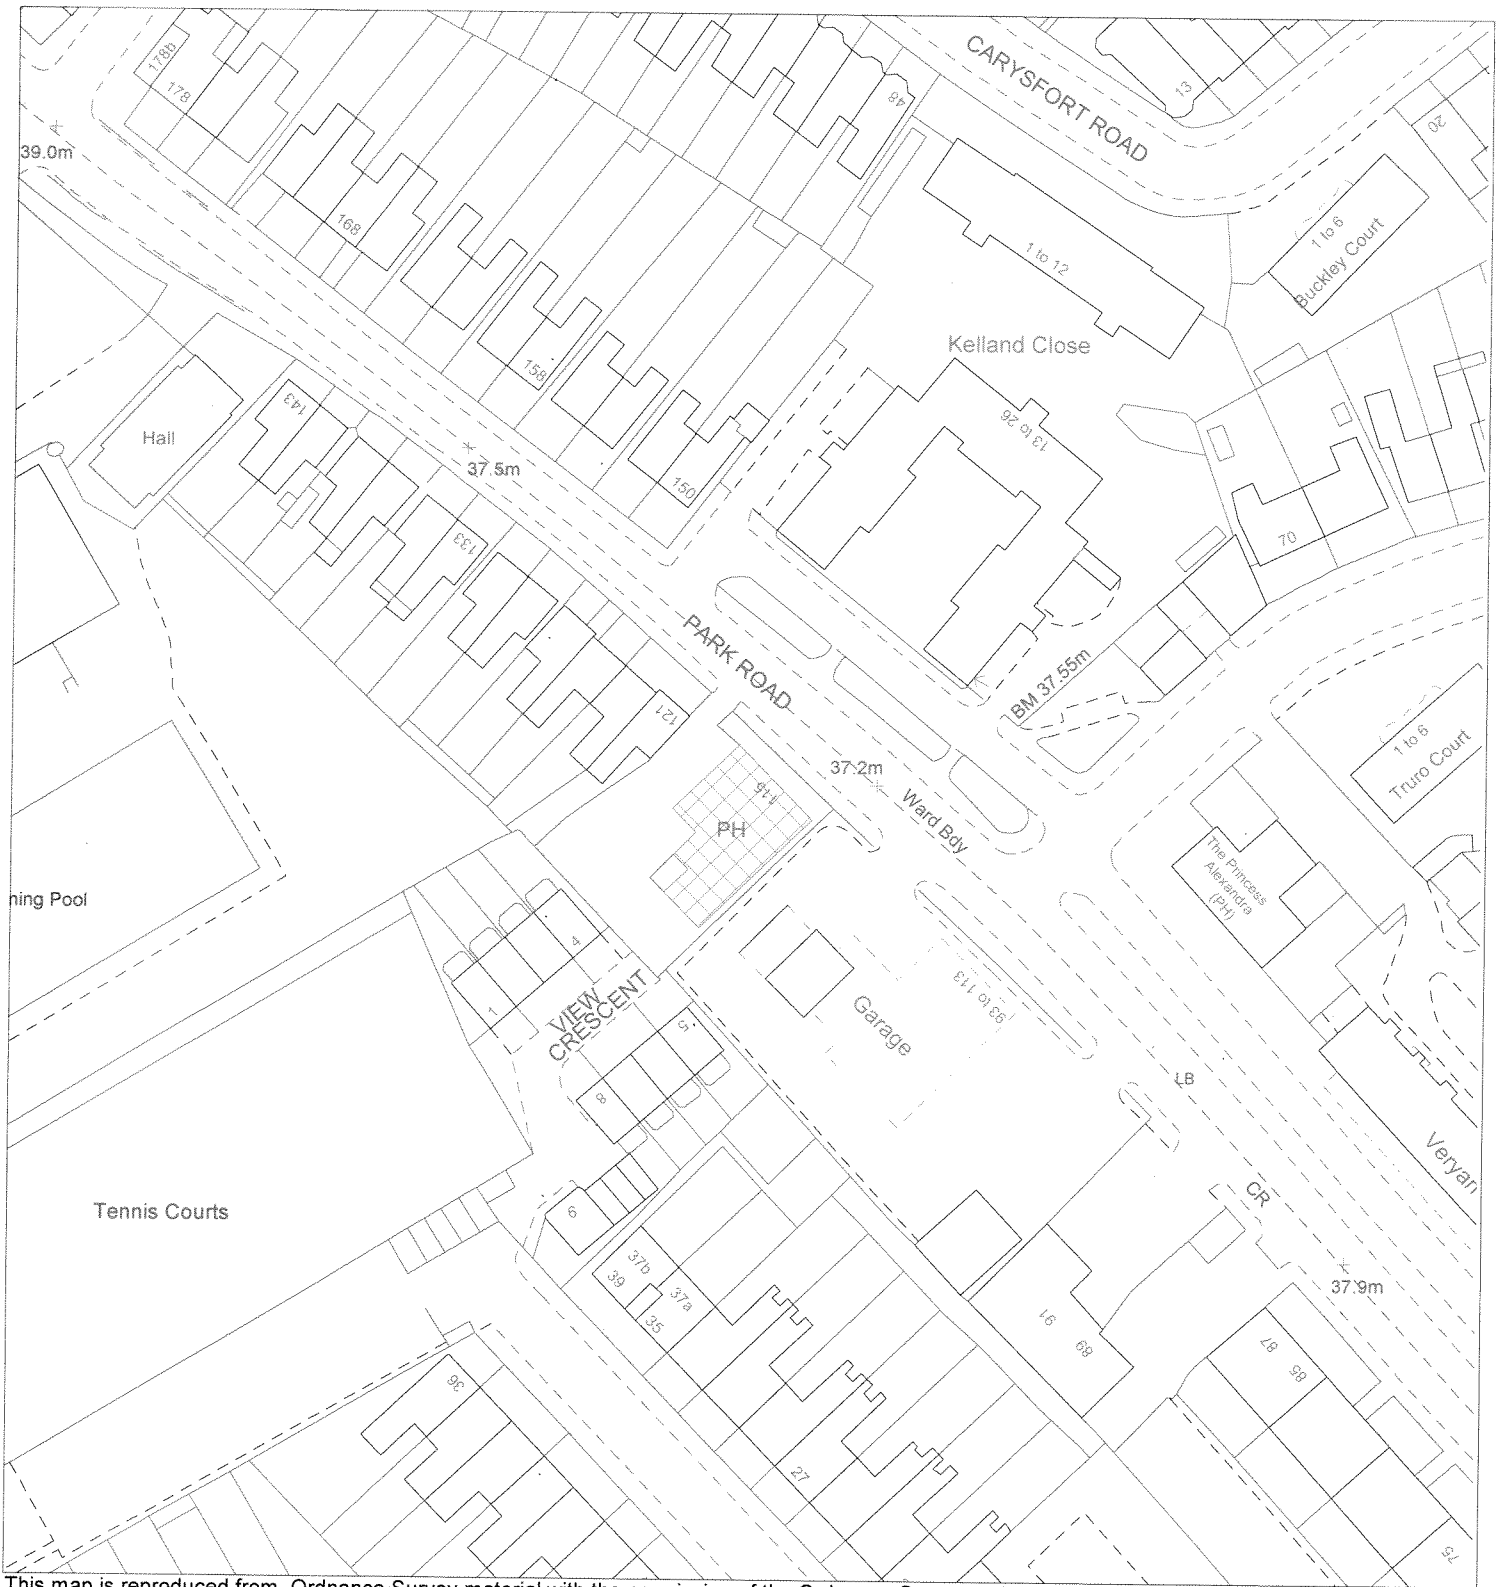 CARYSFORT ROAD
178b
178
48
13
20
39.0m
168
1 to 12
1 to 6
Buckley Court
Kelland Close
158
143
Hall
13 to 26
37.5m
150
133
70
PARK ROAD
BM 37.55m
121
1 to 6
Truro Court
37.2m
115
PH
Ward Bdy
The Princess
Alexandra
(PH)
ning Pool
4
1
VIEW
CRESCENT
93 to 113
Garage
5
8
LB
Veryan
Tennis Courts
CR
37.9m
37b
39
37a
35
91
89
87
85
36
27
75
This map is reproduced from Ordnance Survey material with the permission of the